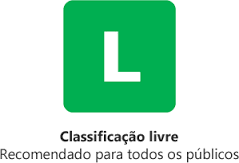 L
Classificação livre
Recomendado para todos os públicos